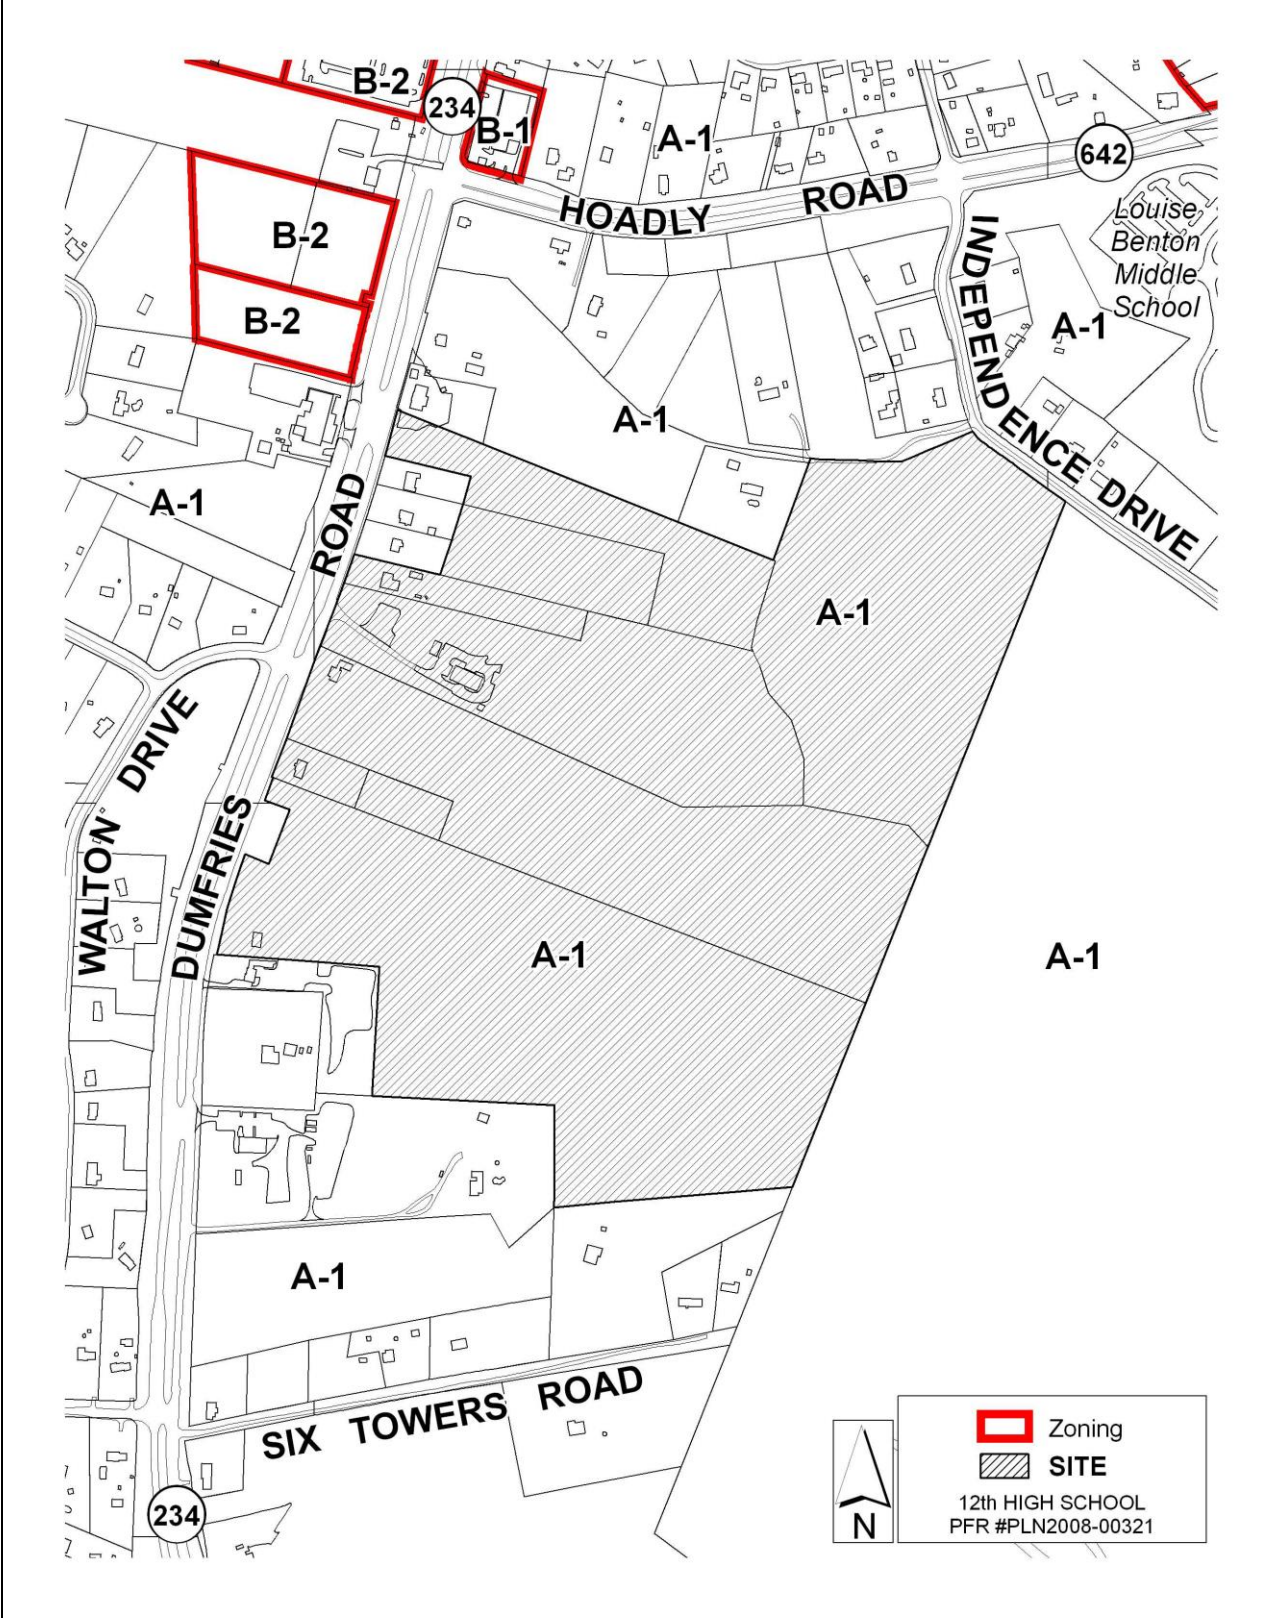 B-2
234
B-1
A-1
642
HOADLY ROAD
Louise
Benton
Middle
School
B-2
B-2
INDEPENDENCE DRIVE
A-1
A-1
A-1
ROAD
A-1
WALTON DRIVE
DUMFRIES
A-1
A-1
A-1
SIX TOWERS ROAD
234
N
Zoning
SITE
12th HIGH SCHOOL
PFR #PLN2008-00321